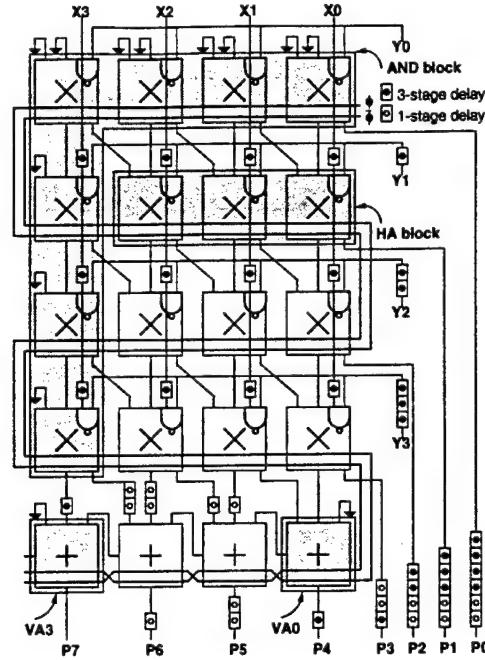 X3 X2 X1 X0
Y0
AND block
3-stage delay
1-stage delay
Y1
HA block
Y2
Y3
VA3 VA0
P7 P6 P5 P4 P3 P2 P1 P0